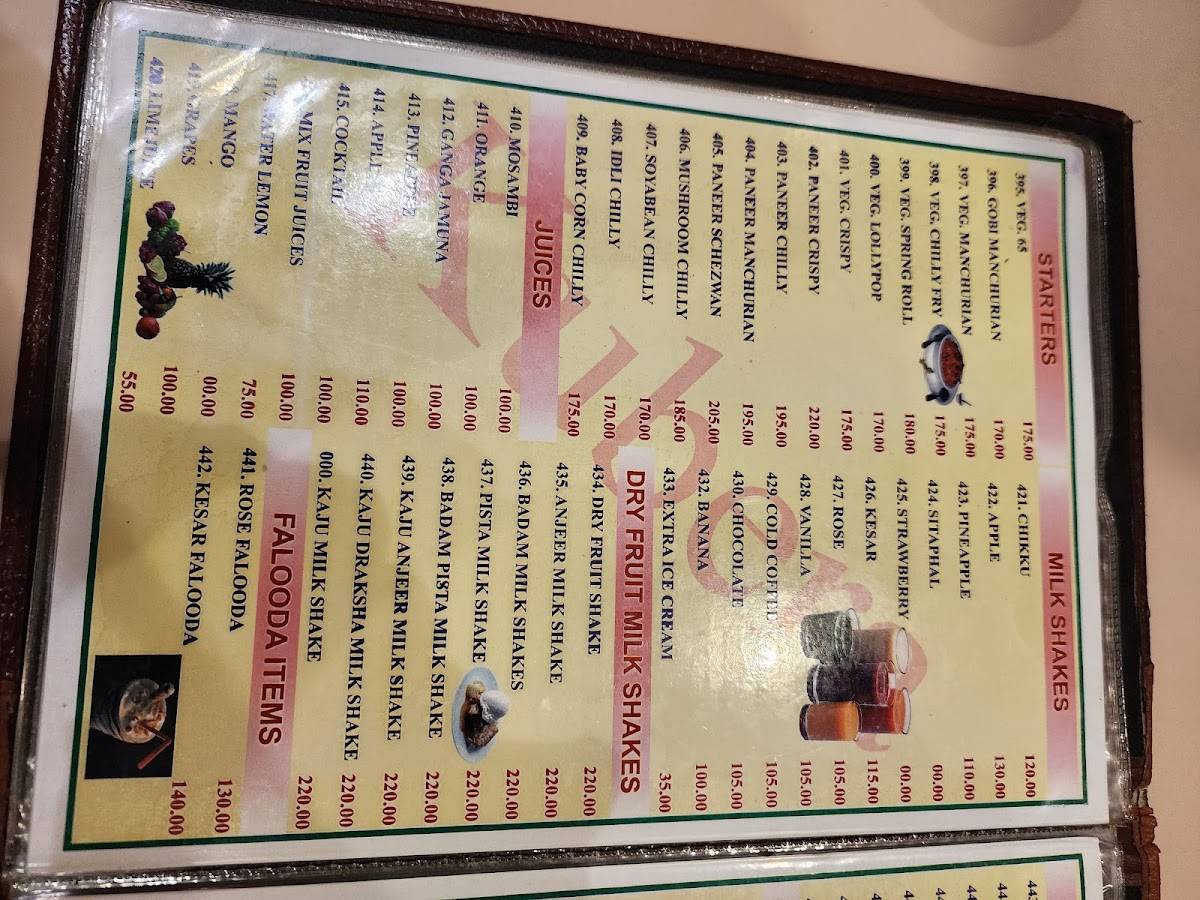 STARTERS
395. VEG. 65 175.00
396. GOBI MANCHURIAN 170.00
397. VEG. MANCHURIAN 175.00
398. VEG. CHILLY FRY 175.00
399. VEG. SPRING ROLL 180.00
400. VEG. LOLLYPOP 170.00
401. VEG. CRISPY 175.00
402. PANEER CRISPY 220.00
403. PANEER CHILLY 195.00
404. PANEER MANCHURIAN 195.00
405. PANEER SCHEZWAN 205.00
406. MUSHROOM CHILLY 185.00
407. SOYABEAN CHILLY 170.00
408. IDLI CHILLY 170.00
409. BABY CORN CHILLY 175.00
JUICES
410. MOSAMBI 100.00
411. ORANGE 100.00
412. GANGA JAMUNA 100.00
413. PINEAPPLE 100.00
414. APPLE 110.00
415. COCKTAIL 100.00
MIX FRUIT JUICES 100.00
417. WATER LEMON 75.00
MANGO 00.00
GRAPES 100.00
420. LIME JUICE 55.00
MILK SHAKES
421. CHIKU 120.00
422. APPLE 130.00
423. PINEAPPLE 110.00
424. SITAPHAL 00.00
425. STRAWBERRY 00.00
426. KESAR 115.00
427. ROSE 105.00
428. VANILLA 105.00
429. COLD COFFEE 105.00
430. CHOCOLATE 105.00
432. BANANA 100.00
433. EXTRA ICE CREAM 35.00
DRY FRUIT MILK SHAKES
434. DRY FRUIT SHAKE 220.00
435. ANJEER MILK SHAKE 220.00
436. BADAM MILK SHAKES 220.00
437. PISTA MILK SHAKE 220.00
438. BADAM PISTA MILK SHAKE 220.00
439. KAJU ANJEER MILK SHAKE 220.00
440. KAJU DRAKSHA MILK SHAKE 220.00
000. KAJU MILK SHAKE 220.00
FALOODA ITEMS
441. ROSE FALOODA 130.00
442. KESAR FALOODA 140.00